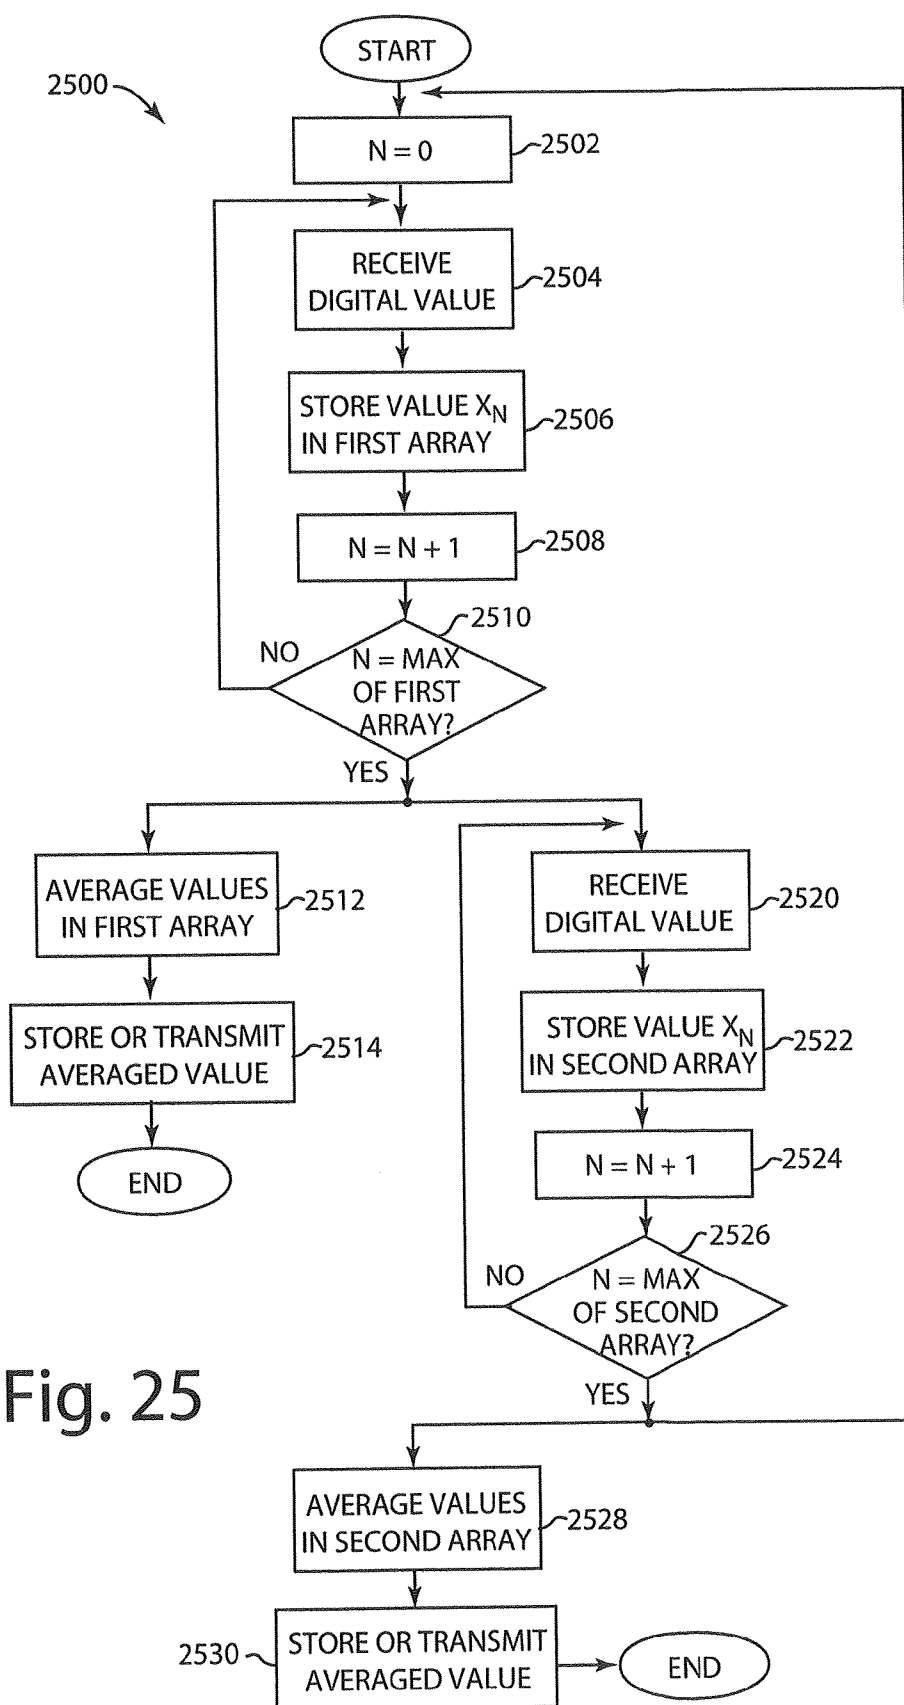 START
2500
N = 0
2502
RECEIVE
DIGITAL VALUE
2504
STORE VALUE XN
IN FIRST ARRAY
2506
N = N + 1
2508
2510
NO
N = MAX
OF FIRST
ARRAY?
YES
AVERAGE VALUES
IN FIRST ARRAY
2512
STORE OR TRANSMIT
AVERAGED VALUE
2514
END
RECEIVE
DIGITAL VALUE
2520
STORE VALUE XN
IN SECOND ARRAY
2522
N = N + 1
2524
2526
NO
N = MAX
OF SECOND
ARRAY?
YES
Fig. 25
AVERAGE VALUES
IN SECOND ARRAY
2528
2530
STORE OR TRANSMIT
AVERAGED VALUE
END